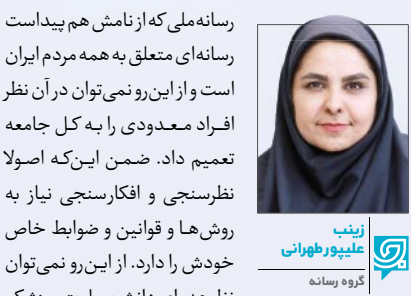 رسانه‌ملی که از نامش هم پیداست
رسانه‌ای متعلق به همه مردم ایران
است و از این‌رو نمی‌توان در آن نظر
افراد معدودی را به کل جامعه
تعمیم داد. ضمن این‌که اصولا
نظرسنجی و افکارسنجی نیاز به
روش‌ها و قوانین و ضوابط خاص
خودش را دارد. از این‌رو نمی‌توان
زینب
علیپور طهرانی
گروه رسانه